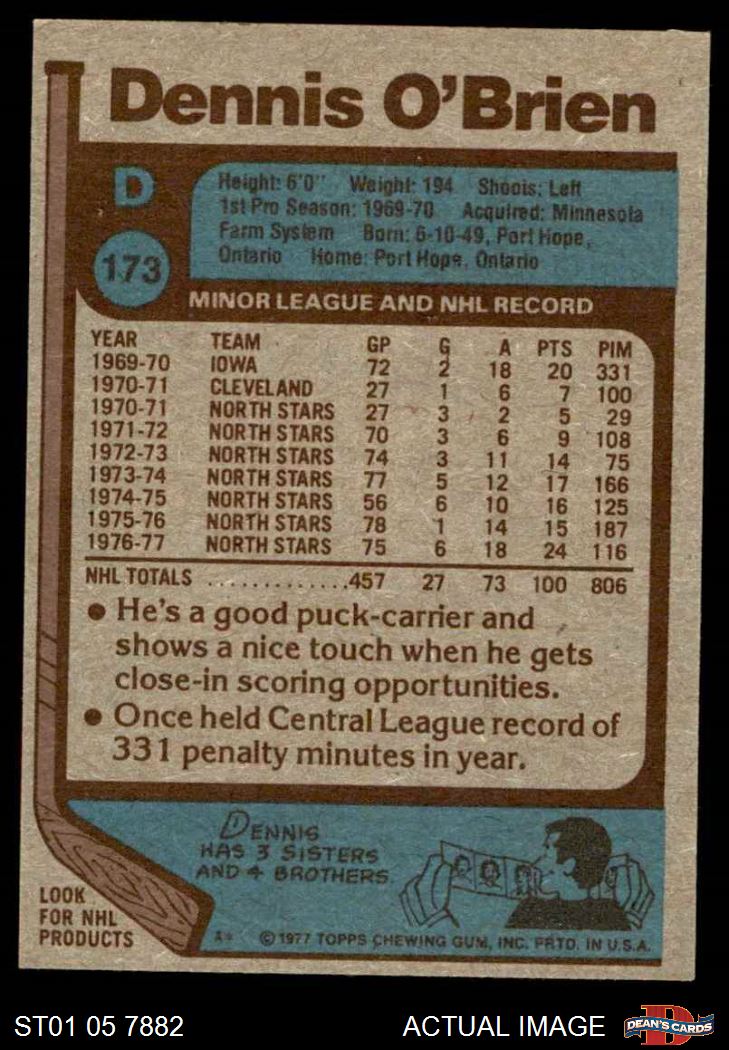 Dennis O'Brien
D
173
Height: 6'0" Weight: 194 Shoots: Left
1st Pro Season: 1969-70 Acquired: Minnesota
Farm System Born: 6-10-49, Port Hope,
Ontario Home: Port Hope, Ontario
MINOR LEAGUE AND NHL RECORD
YEAR TEAM GP G A PTS PIM
1969-70 IOWA 72 2 18 20 331
1970-71 CLEVELAND 27 1 6 7 100
1970-71 NORTH STARS 27 3 2 5 29
1971-72 NORTH STARS 70 3 6 9 108
1972-73 NORTH STARS 74 3 11 14 75
1973-74 NORTH STARS 77 5 12 17 166
1974-75 NORTH STARS 56 6 10 16 125
1975-76 NORTH STARS 78 1 14 15 187
1976-77 NORTH STARS 75 6 18 24 116
NHL TOTALS .............457 27 73 100 806
• He's a good puck-carrier and
shows a nice touch when he gets
close-in scoring opportunities.
• Once held Central League record of
331 penalty minutes in year.
DENNIS
HAS 3 SISTERS
AND 4 BROTHERS.
LOOK
FOR NHL
PRODUCTS
A* © 1977 TOPPS CHEWING GUM, INC. PRTD. IN U.S.A.
ST01 05 7882 ACTUAL IMAGE
DEAN'S CARDS